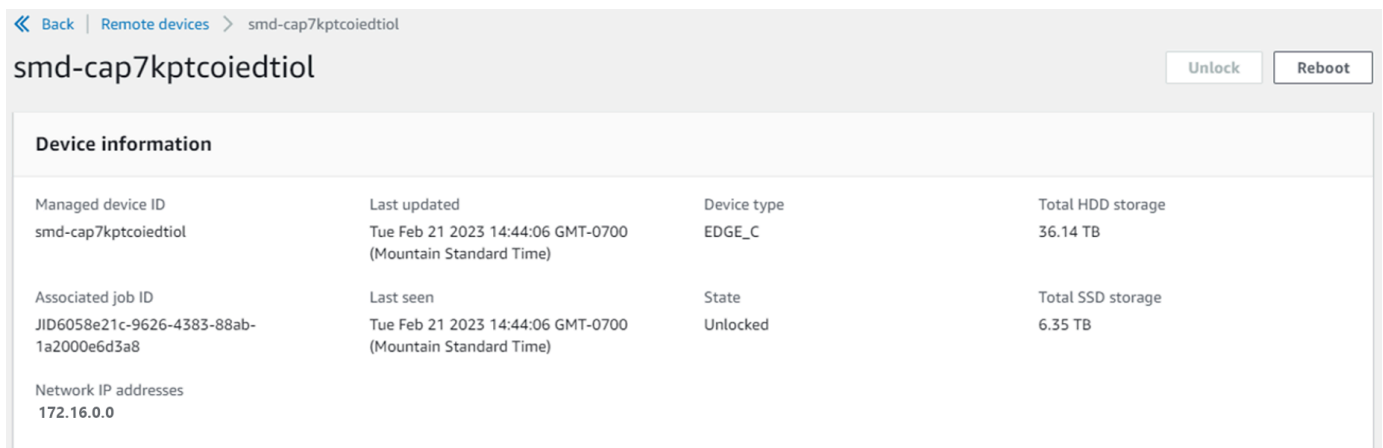 Back | Remote devices > smd-cap7kptcoiedtiol
smd-cap7kptcoiedtiol
Unlock Reboot
Device information
Managed device ID
smd-cap7kptcoiedtiol
Last updated
Tue Feb 21 2023 14:44:06 GMT-0700
(Mountain Standard Time)
Device type
EDGE_C
Total HDD storage
36.14 TB
Associated job ID
JID6058e21c-9626-4383-88ab-
1a2000e6d3a8
Last seen
Tue Feb 21 2023 14:44:06 GMT-0700
(Mountain Standard Time)
State
Unlocked
Total SSD storage
6.35 TB
Network IP addresses
172.16.0.0